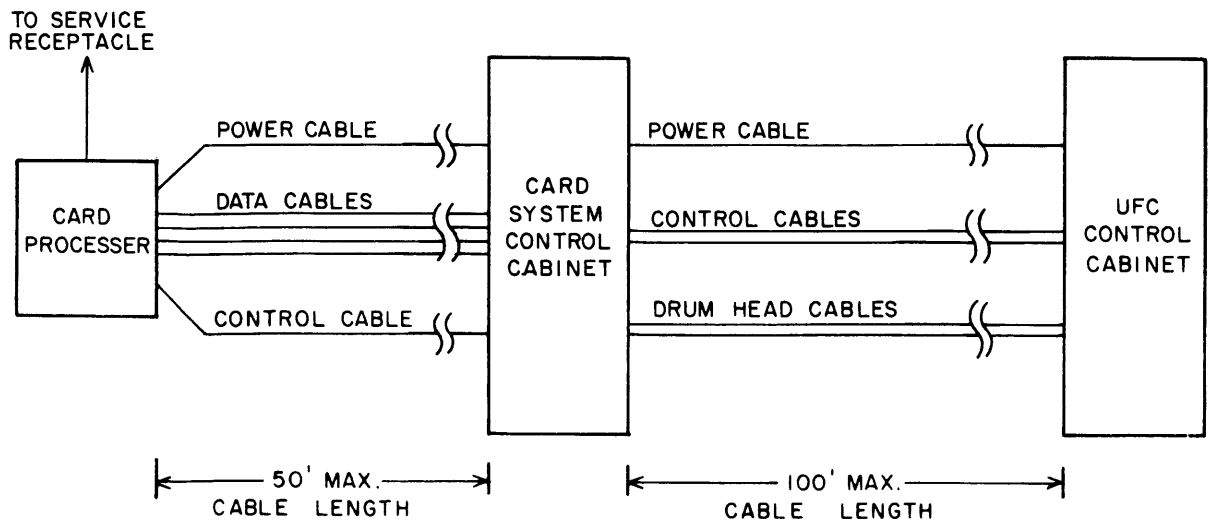 TO SERVICE
RECEPTACLE
POWER CABLE
POWER CABLE
CARD
PROCESSER
DATA CABLES
CARD
SYSTEM
CONTROL
CABINET
CONTROL CABLES
UFC
CONTROL
CABINET
CONTROL CABLE
DRUM HEAD CABLES
50' MAX.
CABLE LENGTH
100' MAX.
CABLE LENGTH